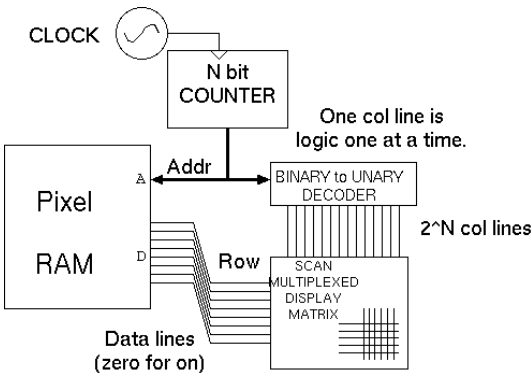 CLOCK
N bit
COUNTER
One col line is
logic one at a time.
Addr
A
BINARY to UNARY
DECODER
Pixel
RAM
2^N col lines
D
Row
SCAN
MULTIPLEXED
DISPLAY
MATRIX
Data lines
(zero for on)